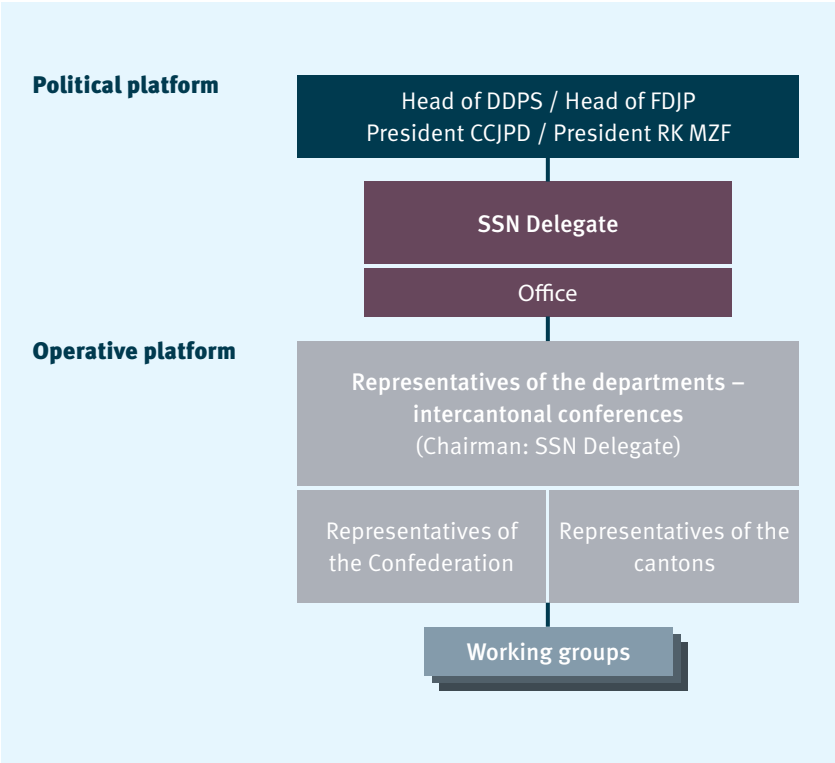 Political platform
Head of DDPS / Head of FDJP
President CCJPD / President RK MZF
SSN Delegate
Office
Operative platform
Representatives of the departments –
intercantonal conferences
(Chairman: SSN Delegate)
Representatives of
the Confederation
Representatives of the
cantons
Working groups